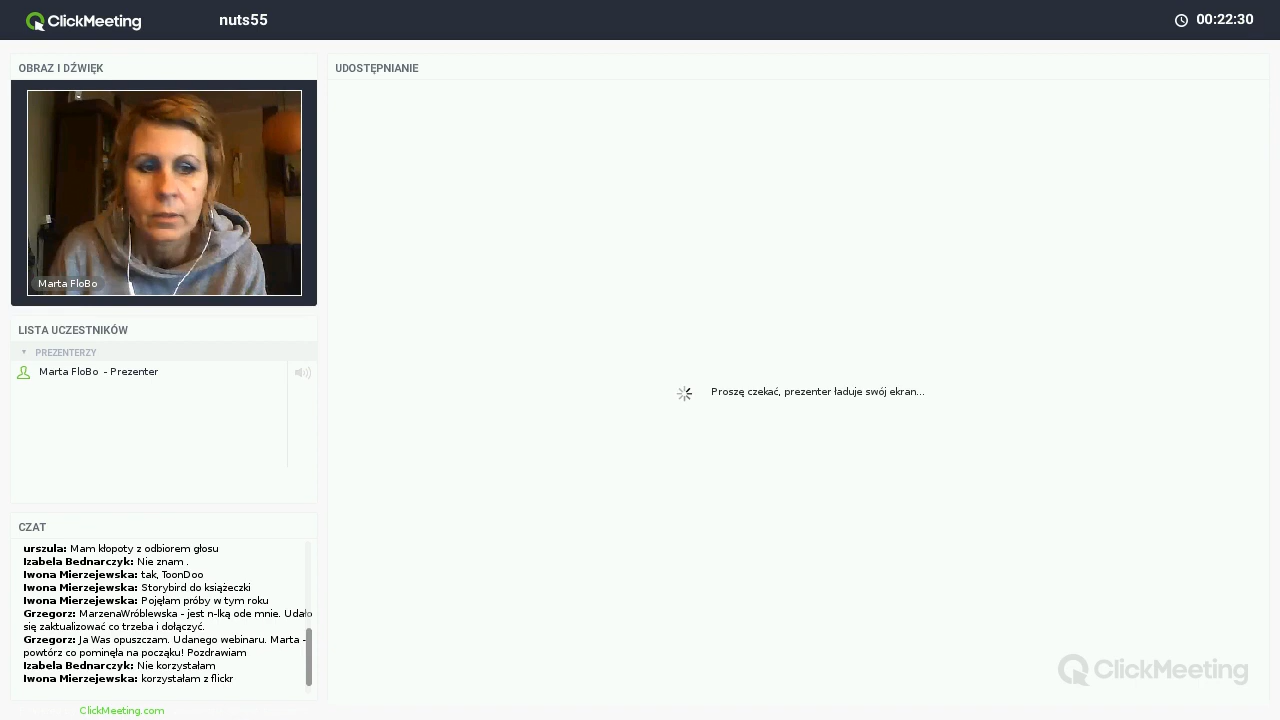 ClickMeeting
nuts55
00:22:30
OBRAZ I DŹWIĘK
Marta FloBo
LISTA UCZESTNIKÓW
PREZENTERZY
Marta FloBo - Prezenter
CZAT
urszula: Mam kłopoty z odbiorem głosu
Izabela Bednarczyk: Nie znam .
Iwona Mierzejewska: tak, ToonDoo
Iwona Mierzejewska: Storybird do książeczki
Iwona Mierzejewska: Pojęłam próby w tym roku
Grzegorz: MarzenaWróblewska - jest n-lką ode mnie. Udało
się zaktualizować co trzeba i dołączyć.
Grzegorz: Ja Was opuszczam. Udanego webinaru. Marta -
powtórz co pominęła na począku! Pozdrawiam
Izabela Bednarczyk: Nie korzystałam
Iwona Mierzejewska: korzystałam z flickr
ClickMeeting.com
UDOSTĘPNIANIE
Proszę czekać, prezenter ładuje swój ekran...
ClickMeeting